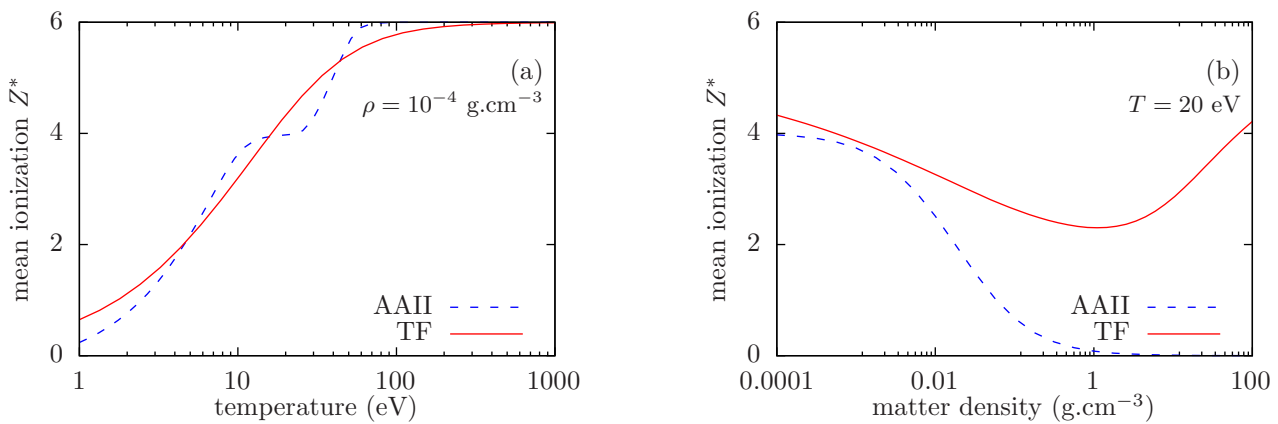 6
4
2
0
mean ionization Z*
(a)
ρ = 10⁻⁴ g.cm⁻³
AAII
TF
1
10
100
1000
temperature (eV)
6
4
2
0
mean ionization Z*
(b)
T = 20 eV
AAII
TF
0.0001
0.01
1
100
matter density (g.cm⁻³)